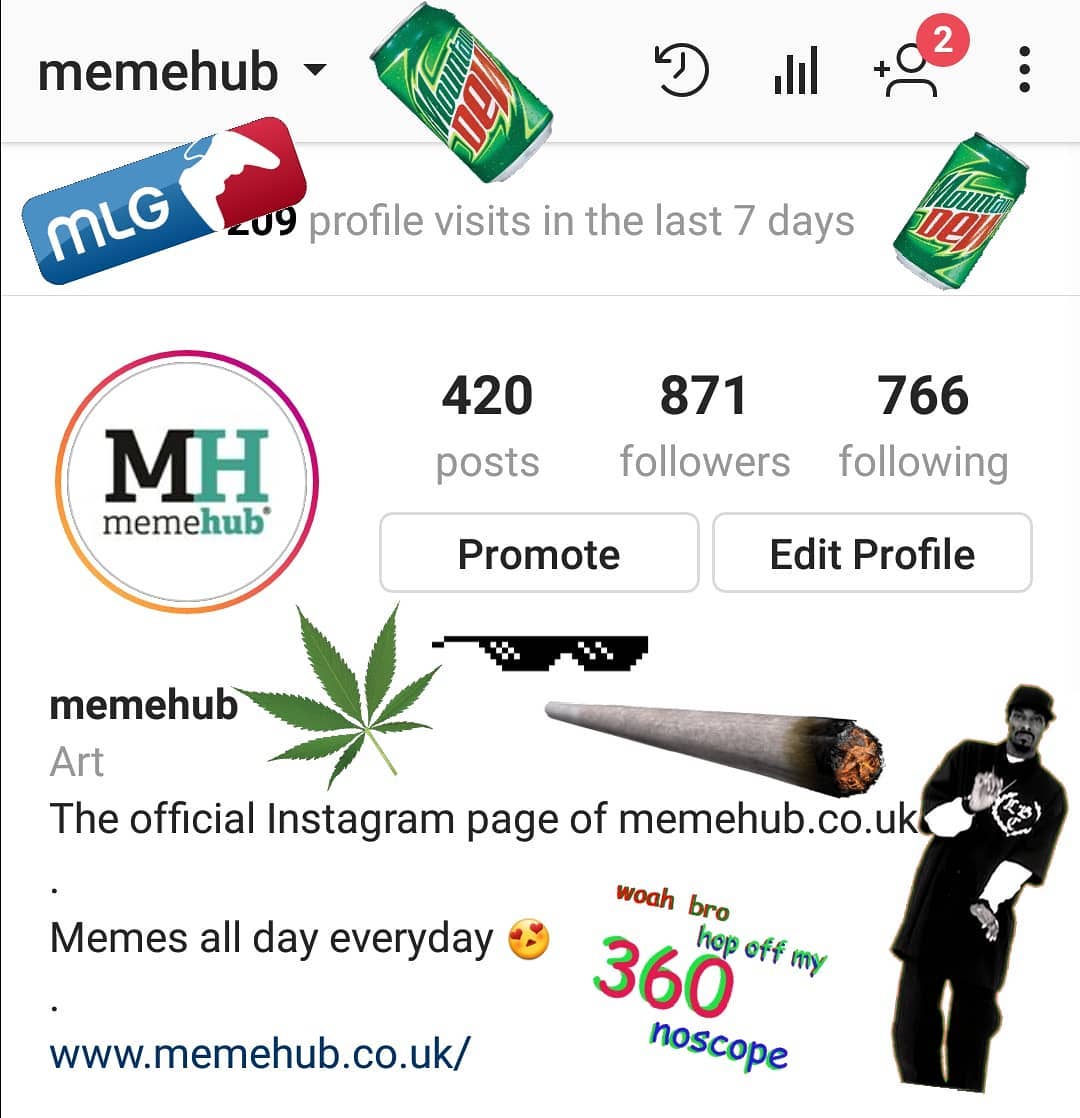 memehub
2
Mountain Dew
MLG
209 profile visits in the last 7 days
Mountain Dew
MH
memehub®
420 871 766
posts followers following
Promote Edit Profile
memehub
Art
The official Instagram page of memehub.co.uk
.
Memes all day everyday 😍
.
www.memehub.co.uk/
woah bro
hop off my
360
noscope